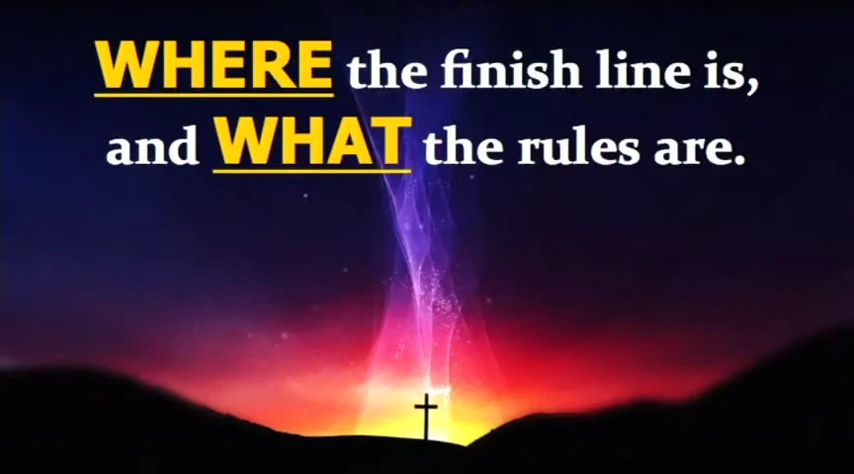 WHERE the finish line is,
and WHAT the rules are.